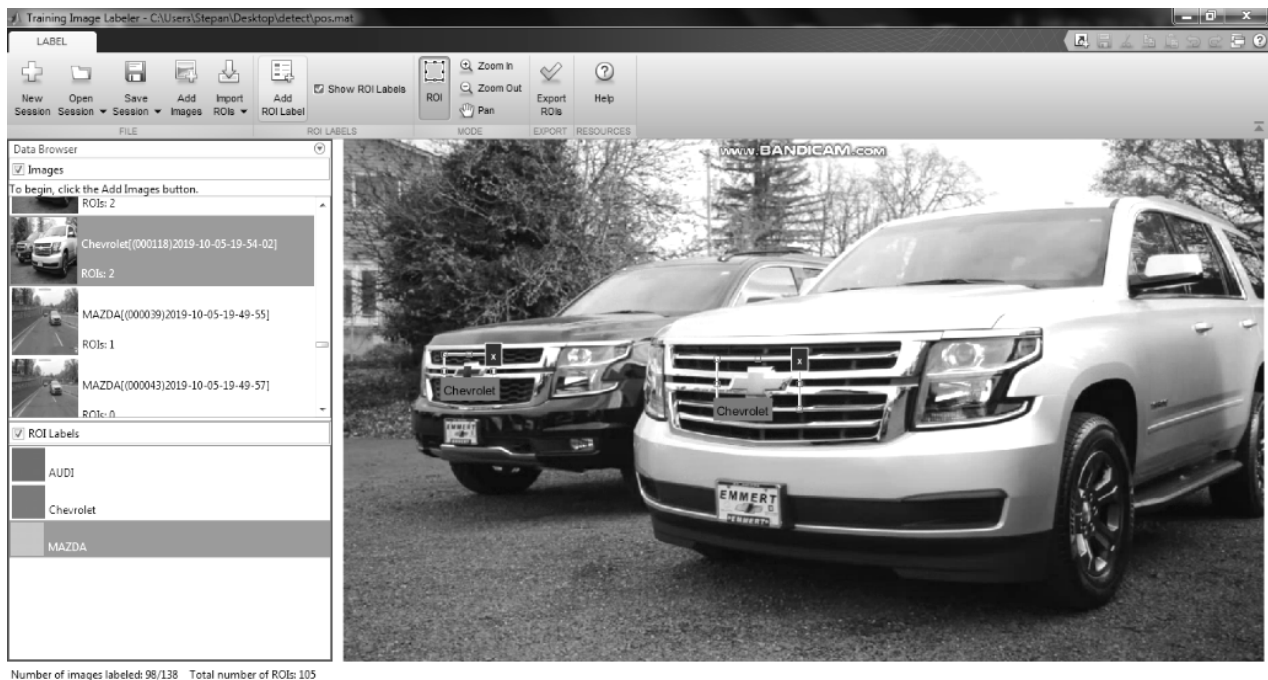 Training Image Labeler - C:\Users\Stepan\Desktop\detect\pos.mat
LABEL
New Session
Open Session
Save Session
Add Images
Import ROIs
Add ROI Label
Show ROI Labels
ROI
Zoom In
Zoom Out
Pan
Export ROIs
Help
FILE
ROI LABELS
MODE
EXPORT
RESOURCES
Data Browser
Images
To begin, click the Add Images button.
ROIs: 2
Chevrolet[(000118)2019-10-05-19-54-02]
ROIs: 2
MAZDA[(000039)2019-10-05-19-49-55]
ROIs: 1
MAZDA[(000043)2019-10-05-19-49-57]
ROIs: 0
ROI Labels
AUDI
Chevrolet
MAZDA
www.BANDICAM.com
x
Chevrolet
x
Chevrolet
EMMERT
EMMERT
"EMMERT"
Number of images labeled: 98/138 Total number of ROIs: 105